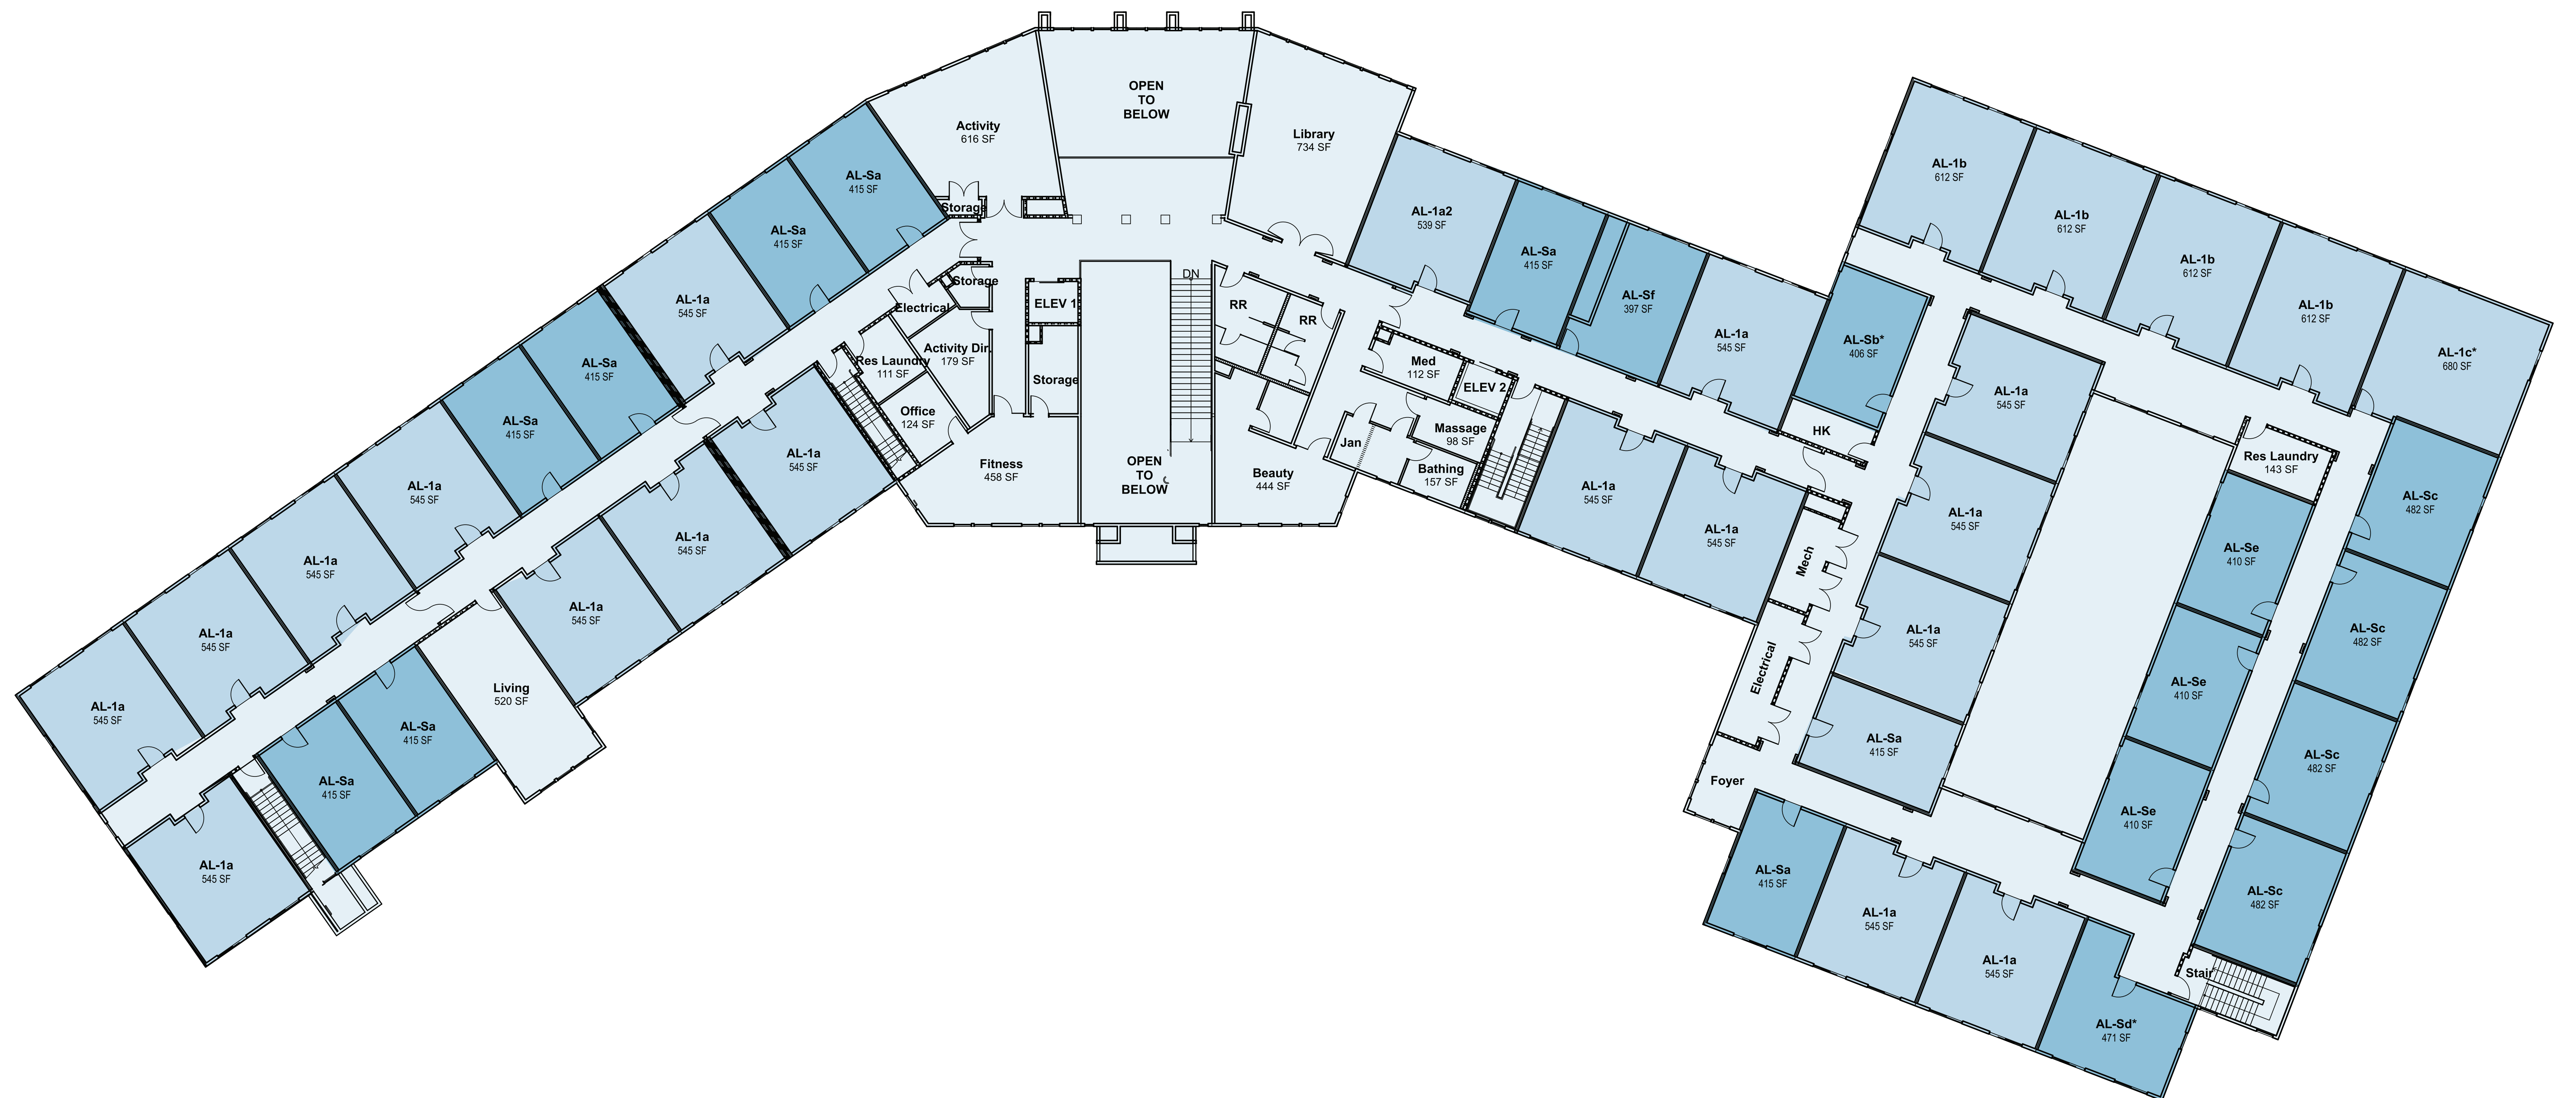 OPEN
TO
BELOW
Activity
616 SF
Library
734 SF
Storage
AL-Sa
415 SF
AL-Sa
415 SF
AL-1a
545 SF
AL-Sa
415 SF
AL-Sa
415 SF
AL-1a
545 SF
AL-1a
545 SF
AL-1a
545 SF
AL-1a
545 SF
AL-1a
545 SF
AL-Sa
415 SF
AL-Sa
415 SF
Living
520 SF
AL-1a
545 SF
AL-1a
545 SF
AL-1a
545 SF
Storage
Electrical
Res Laundry
111 SF
Activity Dir.
179 SF
Office
124 SF
Fitness
458 SF
ELEV 1
Storage
DN
OPEN
TO
BELOW
RR
RR
Beauty
444 SF
Jan
Med
112 SF
ELEV 2
Massage
98 SF
Bathing
157 SF
AL-1a2
539 SF
AL-Sa
415 SF
AL-Sf
397 SF
AL-1a
545 SF
AL-1a
545 SF
AL-1a
545 SF
AL-Sb*
406 SF
HK
Mech
Electrical
Foyer
AL-1b
612 SF
AL-1b
612 SF
AL-1b
612 SF
AL-1b
612 SF
AL-1c*
680 SF
AL-1a
545 SF
AL-1a
545 SF
AL-1a
545 SF
AL-Sa
415 SF
Res Laundry
143 SF
AL-Se
410 SF
AL-Se
410 SF
AL-Se
410 SF
AL-Sc
482 SF
AL-Sc
482 SF
AL-Sc
482 SF
AL-Sc
482 SF
AL-Sa
415 SF
AL-1a
545 SF
AL-1a
545 SF
AL-Sd*
471 SF
Stair